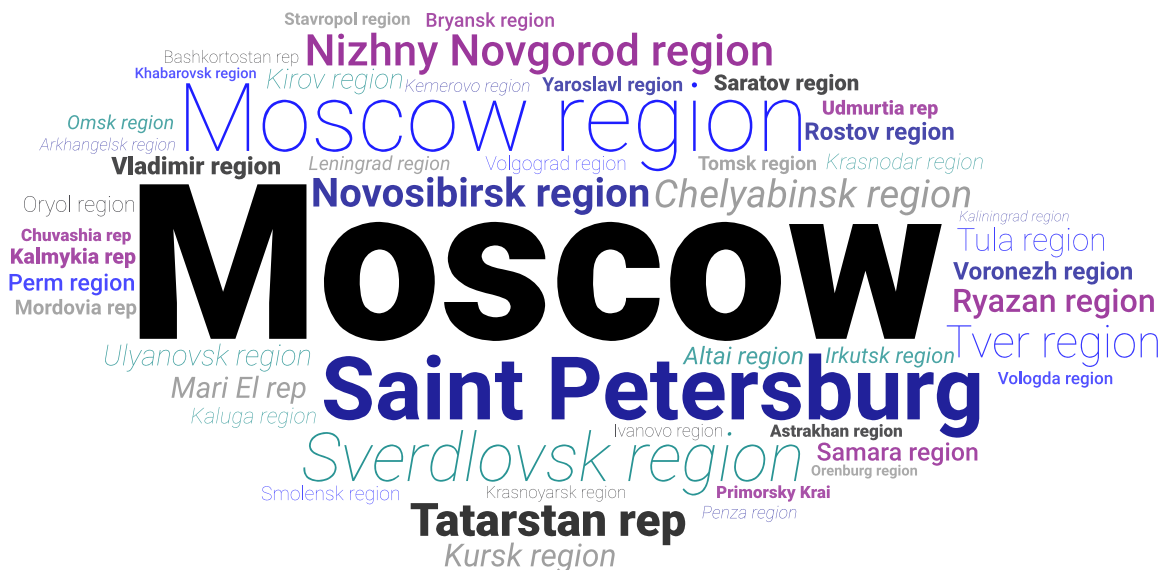 Stavropol region
Bryansk region
Nizhny Novgorod region
Bashkortostan rep
Khabarovsk region
Kirov region
Kemerovo region
Yaroslavl region
Saratov region
Moscow region
Udmurtia rep
Omsk region
Rostov region
Arkhangelsk region
Vladimir region
Leningrad region
Volgograd region
Tomsk region
Krasnodar region
Novosibirsk region
Chelyabinsk region
Oryol region
Moscow
Kaliningrad region
Chuvashia rep
Tula region
Kalmykia rep
Voronezh region
Perm region
Ryazan region
Mordovia rep
Tver region
Ulyanovsk region
Altai region
Irkutsk region
Mari El rep
Saint Petersburg
Vologda region
Kaluga region
Ivanovo region
Astrakhan region
Sverdlovsk region
Samara region
Orenburg region
Smolensk region
Krasnoyarsk region
Primorsky Krai
Penza region
Tatarstan rep
Kursk region